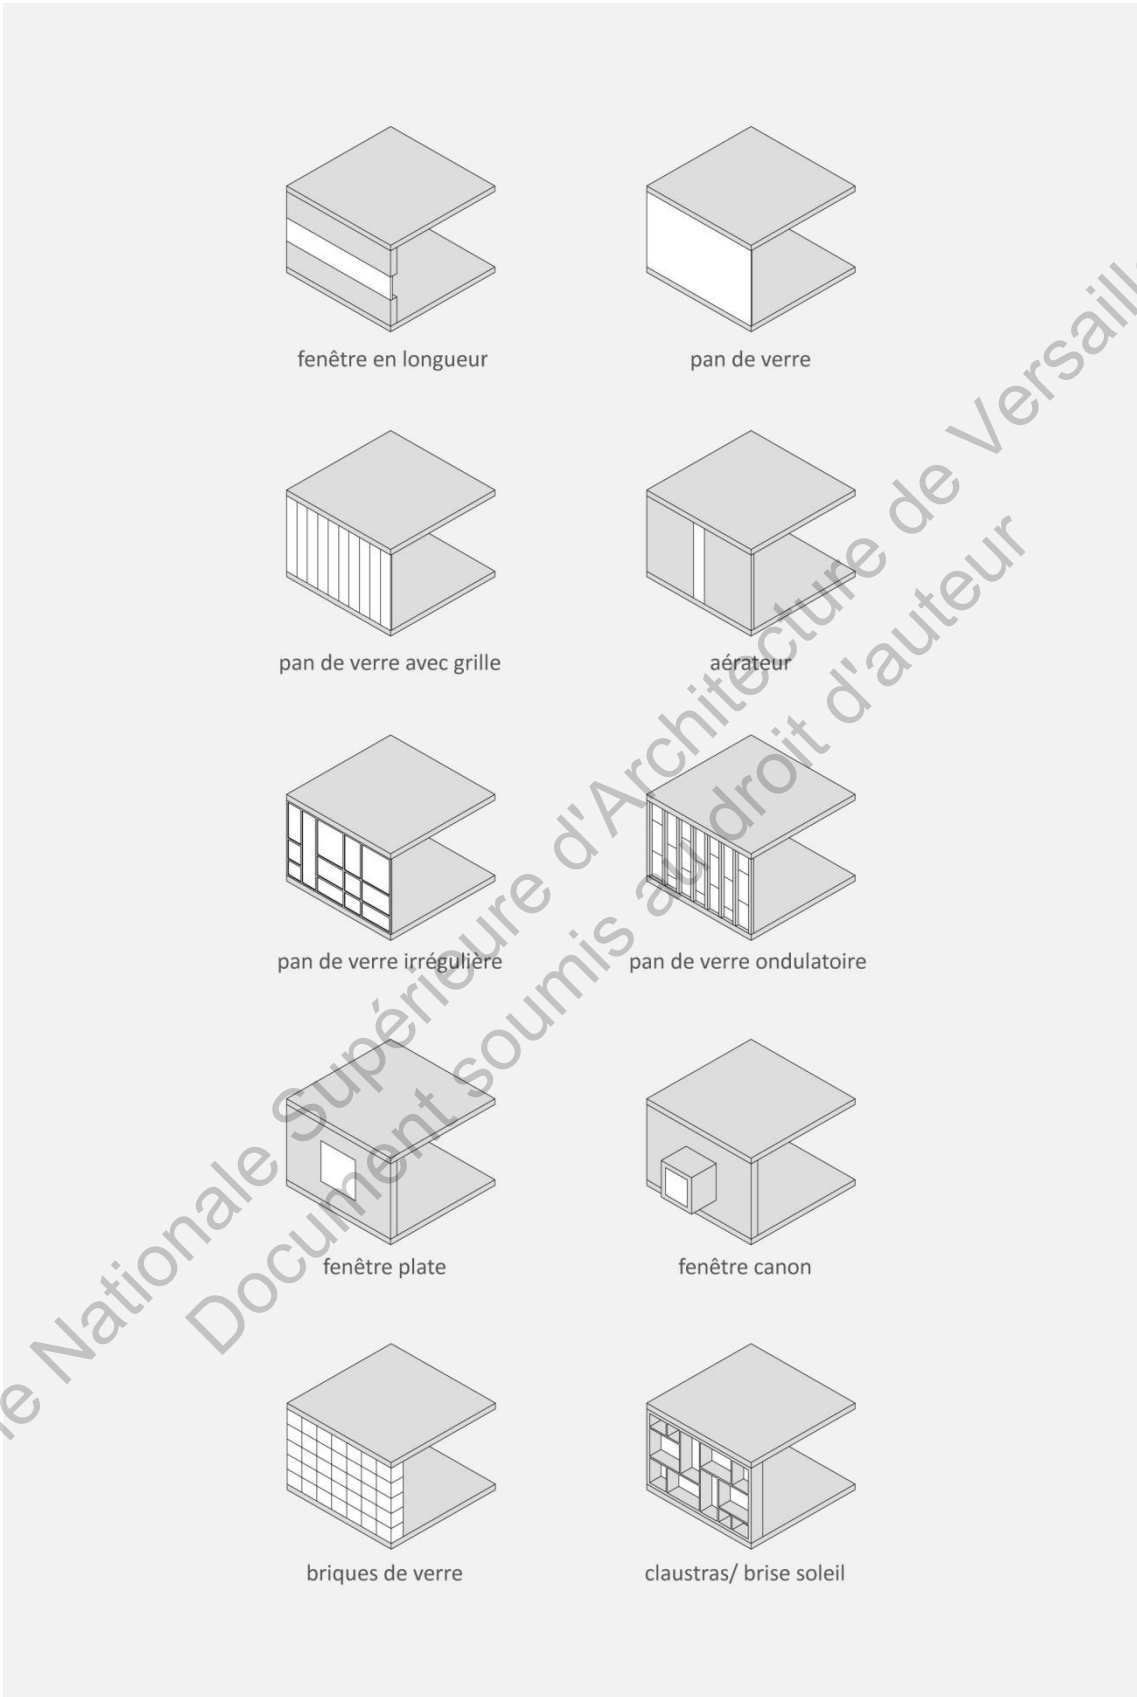 fenêtre en longueur
pan de verre
pan de verre avec grille
aérateur
pan de verre irrégulière
pan de verre ondulatoire
fenêtre plate
fenêtre canon
briques de verre
claustras/ brise soleil
Nationale Supérieure d'Architecture de
Document soumis au droit d'auteur